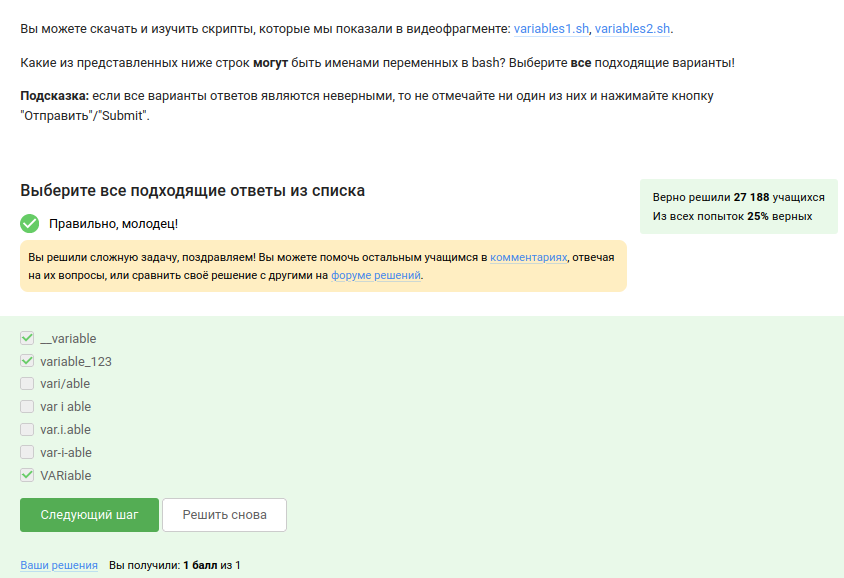 Вы можете скачать и изучить скрипты, которые мы показали в видеофрагменте: variables1.sh, variables2.sh.
Какие из представленных ниже строк могут быть именами переменных в bash? Выберите все подходящие варианты!
Подсказка: если все варианты ответов являются неверными, то не отмечайте ни один из них и нажимайте кнопку
"Отправить"/"Submit".
Выберите все подходящие ответы из списка
Верно решили 27 188 учащихся
Из всех попыток 25% верных
Правильно, молодец!
Вы решили сложную задачу, поздравляем! Вы можете помочь остальным учащимся в комментариях, отвечая
на их вопросы, или сравнить своё решение с другими на форуме решений.
__variable
variable_123
vari/able
var i able
var.i.able
var-i-able
VARiable
Следующий шаг
Решить снова
Ваши решения Вы получили: 1 балл из 1